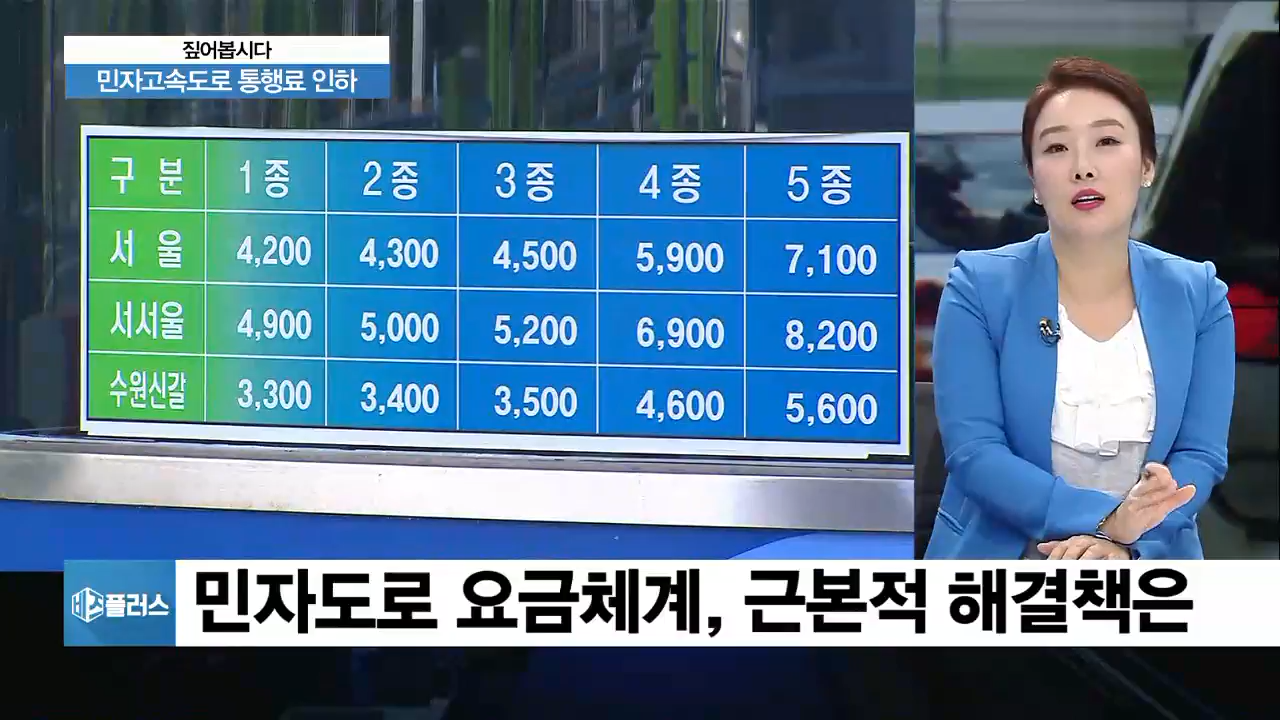 짚어봅시다
민자고속도로 통행료 인하
구 분 1종 2종 3종 4종 5종
서 울 4,200 4,300 4,500 5,900 7,100
서서울 4,900 5,000 5,200 6,900 8,200
수원신갈 3,300 3,400 3,500 4,600 5,600
비즈플러스
민자도로 요금체계, 근본적 해결책은